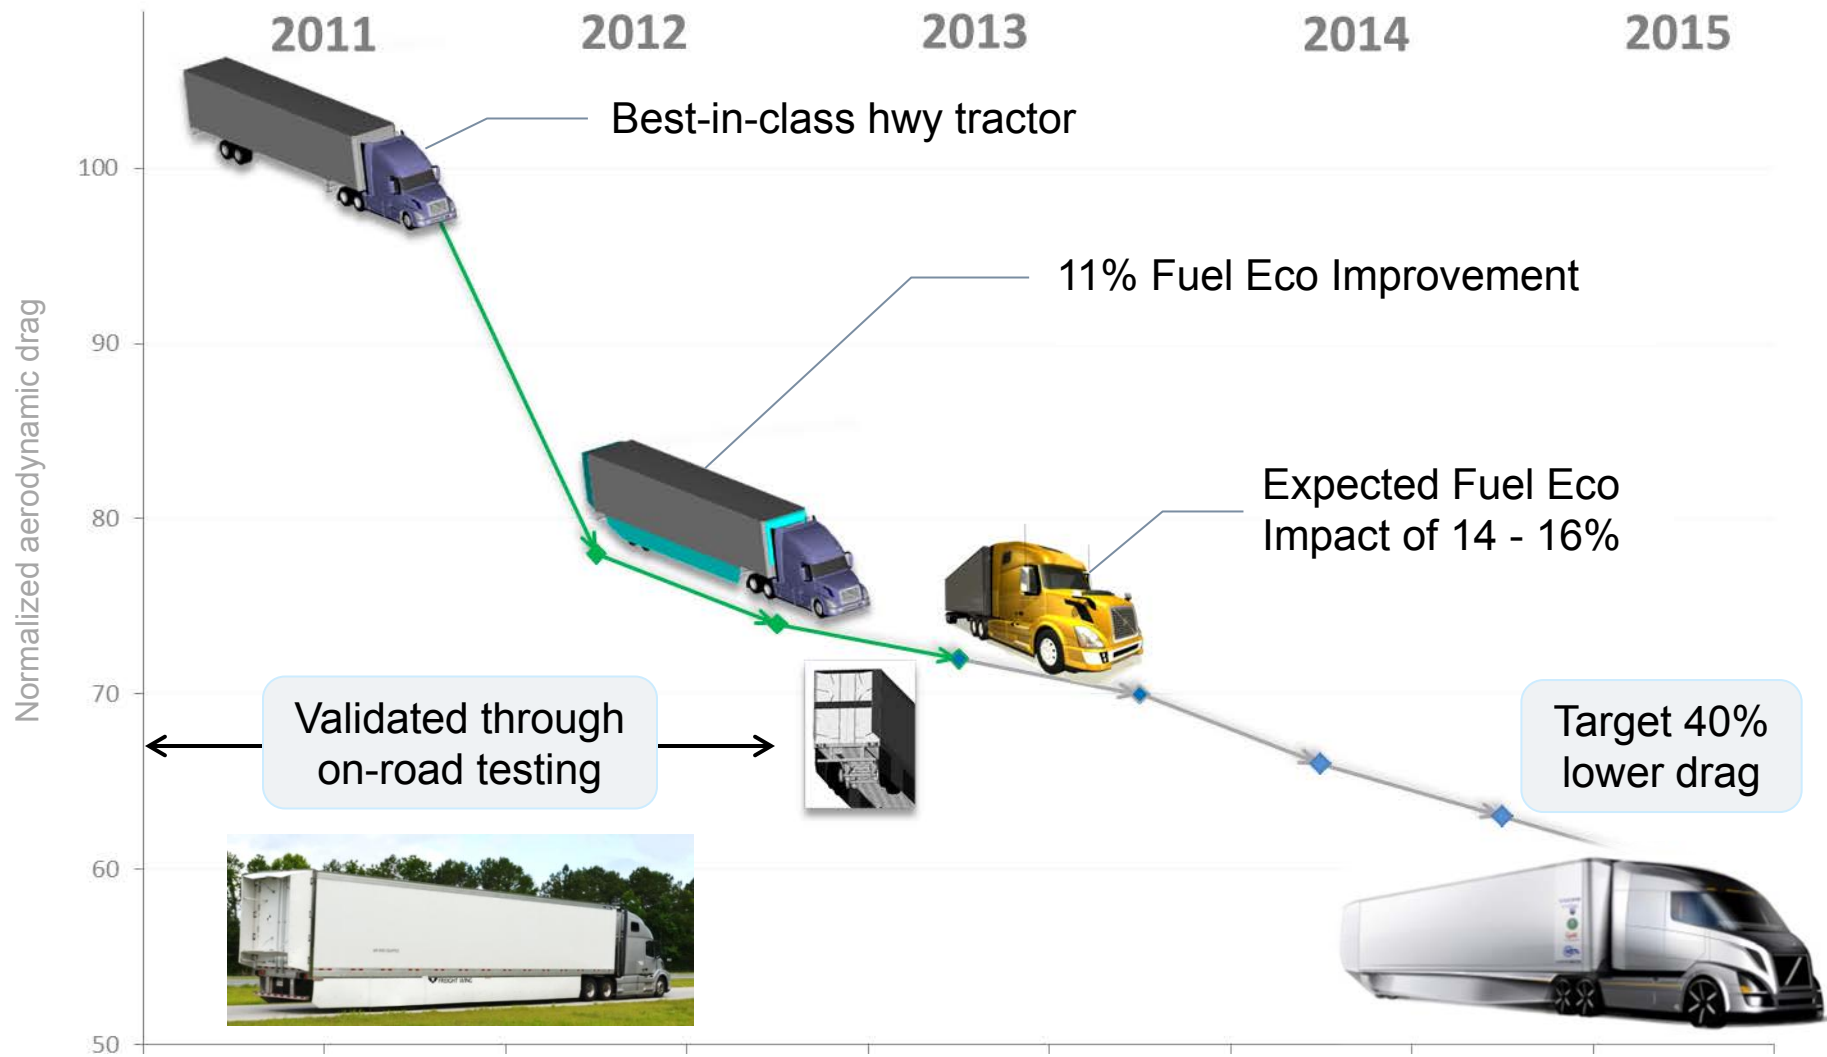 2011
2012
2013
2014
2015
Best-in-class hwy tractor
100
11% Fuel Eco Improvement
90
Normalized aerodynamic drag
Expected Fuel Eco
Impact of 14 - 16%
80
70
Validated through
on-road testing
Target 40%
lower drag
60
FREIGHT WING
50